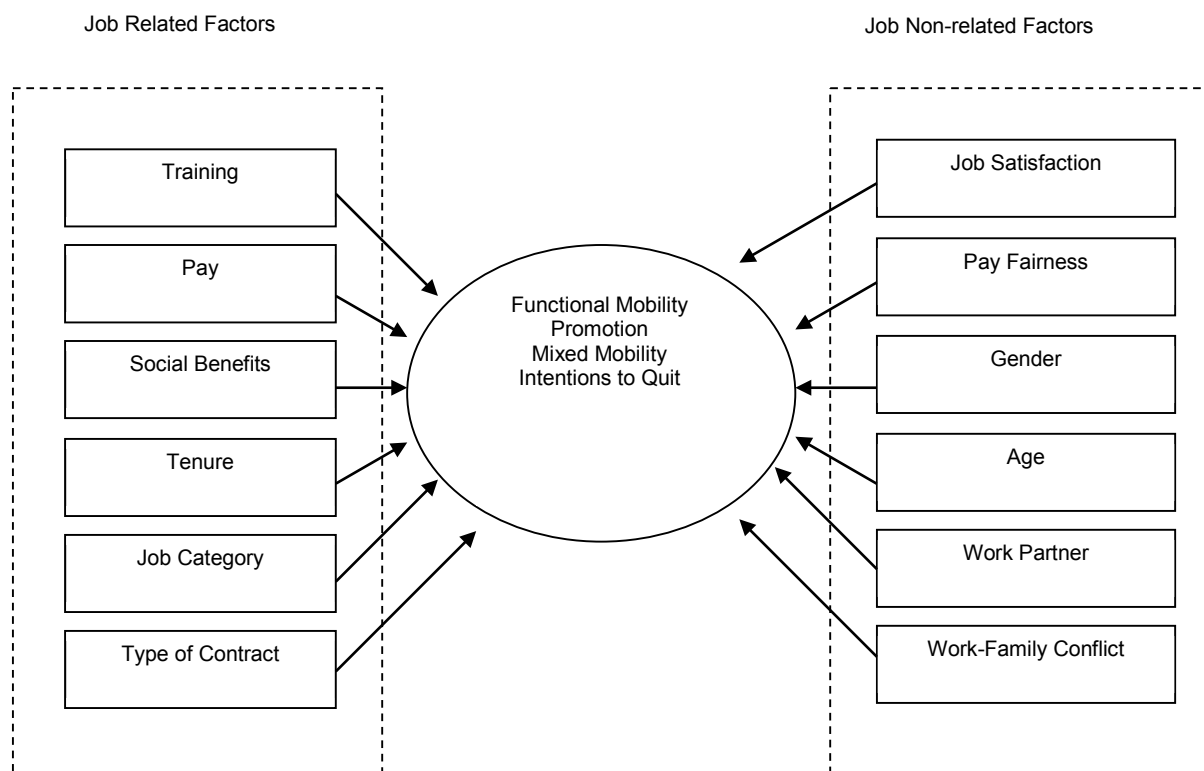 Job Related Factors
Job Non-related Factors
Training
Pay
Social Benefits
Tenure
Job Category
Type of Contract
Functional Mobility
Promotion
Mixed Mobility
Intentions to Quit
Job Satisfaction
Pay Fairness
Gender
Age
Work Partner
Work-Family Conflict